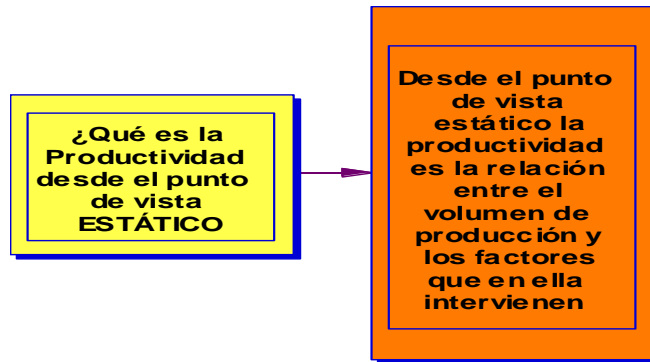 ¿Qué es la
Productividad
desde el punto
de vista
ESTÁTICO
Desde el punto
de vista
estático la
productividad
es la relación
entre el
volumen de
producción y
los factores
que en ella
intervienen